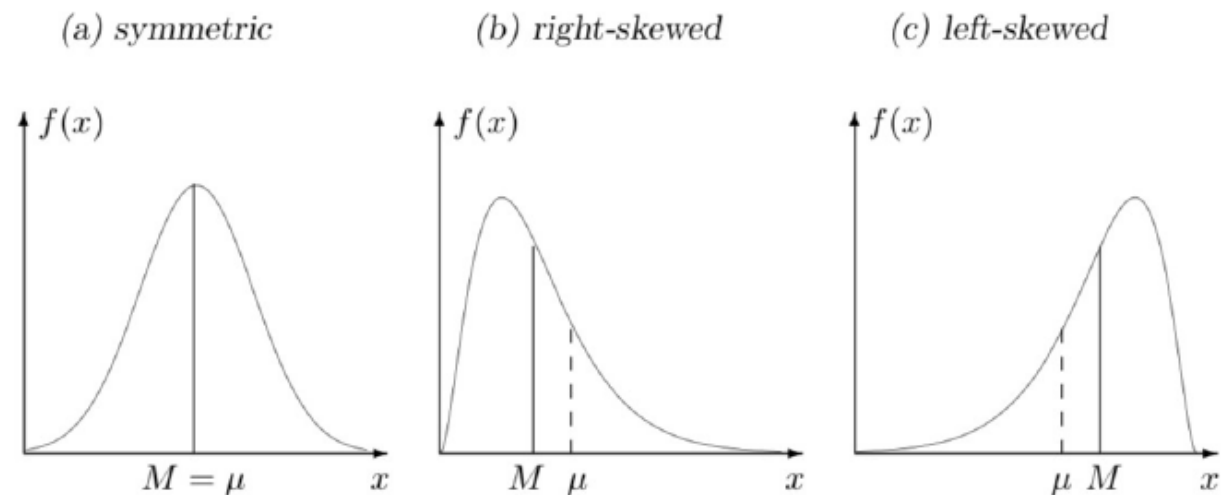 (a) symmetric
(b) right-skewed
(c) left-skewed
f(x)
f(x)
f(x)
M = μ
x
M μ
x
μ M
x